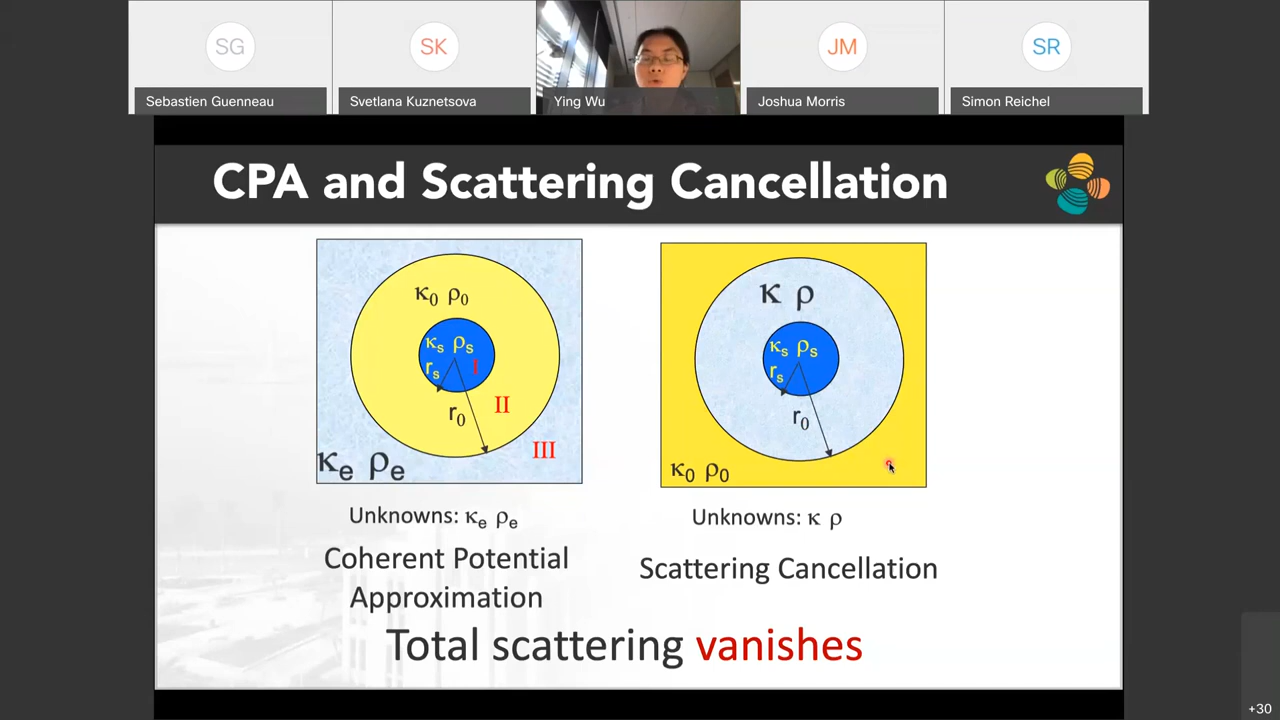 SG
SK
JM
SR
Sebastien Guenneau
Svetlana Kuznetsova
Ying Wu
Joshua Morris
Simon Reichel
CPA and Scattering Cancellation
κ₀ ρ₀
κₛ ρₛ
rₛ
I
r₀
II
III
κₑ ρₑ
Unknowns: κₑ ρₑ
Coherent Potential
Approximation
κ ρ
κₛ ρₛ
rₛ
r₀
κ₀ ρ₀
Unknowns: κ ρ
Scattering Cancellation
Total scattering vanishes
+30